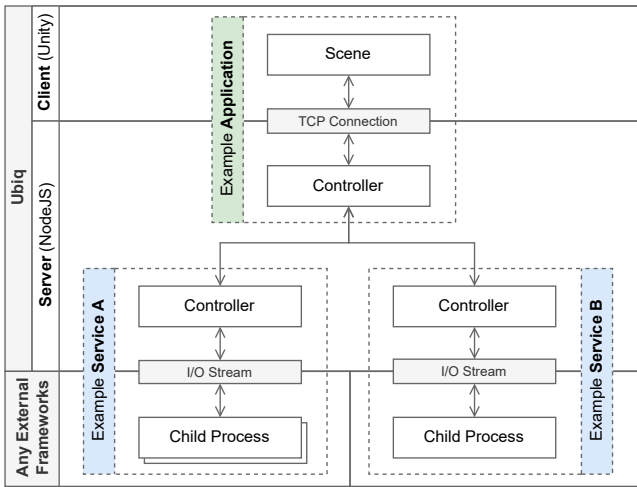 Ubiq
Client (Unity)
Server (NodeJS)
Any External
Frameworks
Example Application
Scene
TCP Connection
Controller
Example Service A
Controller
I/O Stream
Child Process
Controller
I/O Stream
Child Process
Example Service B